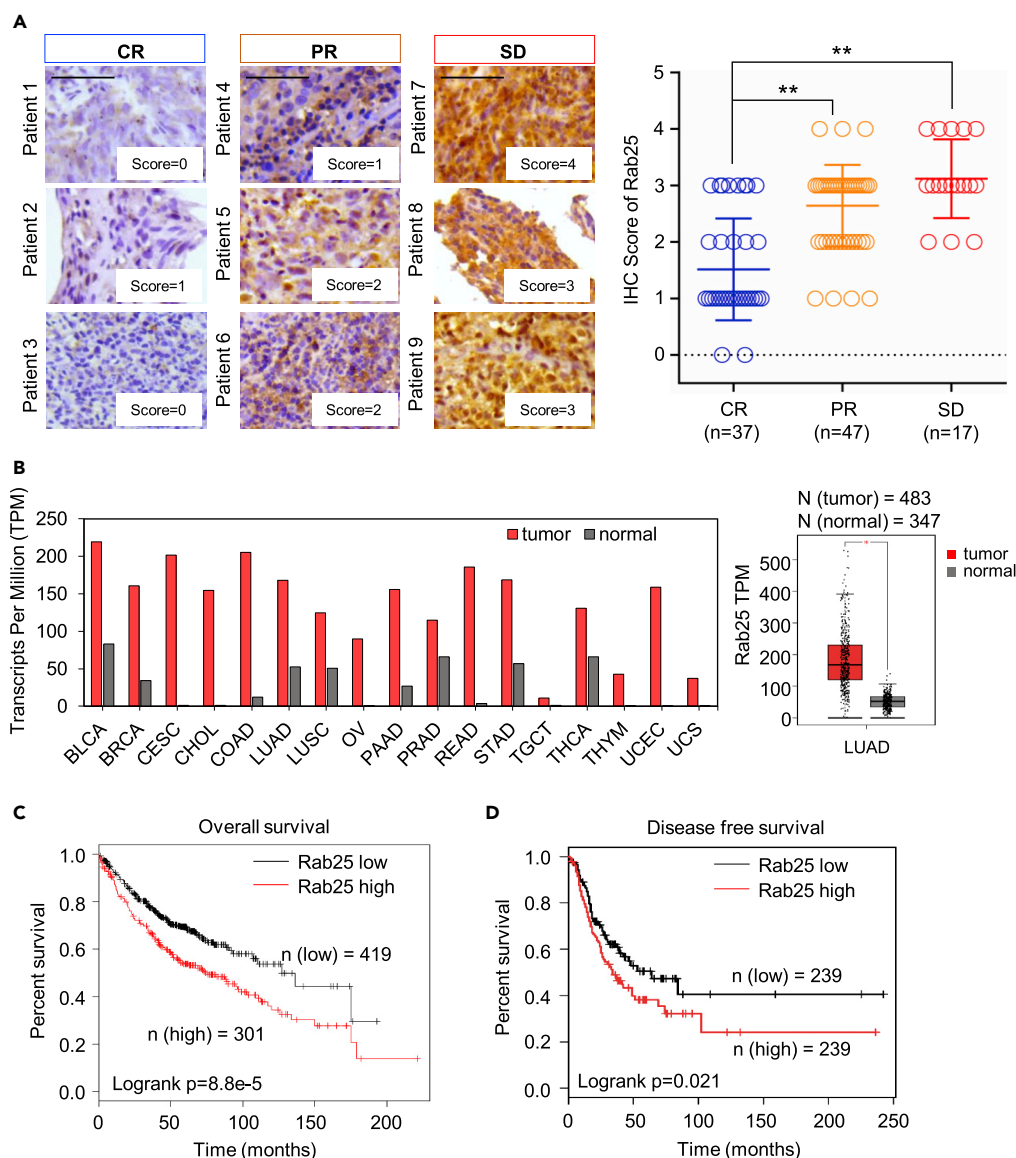 A
CR
PR
SD
Patient 1
Score=0
Patient 4
Score=1
Patient 7
Score=4
Patient 2
Score=1
Patient 5
Score=2
Patient 8
Score=3
Patient 3
Score=0
Patient 6
Score=2
Patient 9
Score=3
IHC Score of Rab25
5
4
3
2
1
0
**
**
CR
(n=37)
PR
(n=47)
SD
(n=17)
B
Transcripts Per Million (TPM)
250
200
150
100
50
0
tumor
normal
BLCA
BRCA
CESC
CHOL
COAD
LUAD
LUSC
OV
PAAD
PRAD
READ
STAD
TGCT
THCA
THYM
UCEC
UCS
N (tumor) = 483
N (normal) = 347
Rab25 TPM
500
400
300
200
100
0
*
tumor
normal
LUAD
C
Overall survival
Percent survival
1.0
0.8
0.6
0.4
0.2
0.0
Rab25 low
Rab25 high
n (low) = 419
n (high) = 301
Logrank p=8.8e-5
0
50
100
150
200
Time (months)
D
Disease free survival
Percent survival
1.0
0.8
0.6
0.4
0.2
0.0
Rab25 low
Rab25 high
n (low) = 239
n (high) = 239
Logrank p=0.021
0
50
100
150
200
250
Time (months)